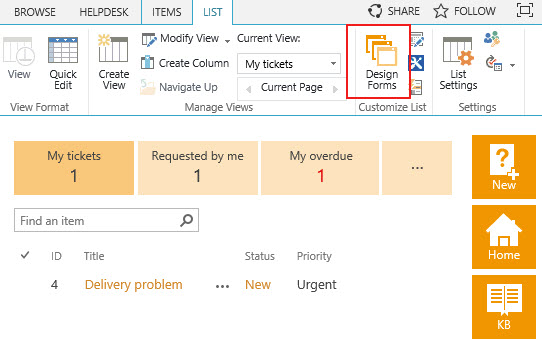 BROWSE HELPDESK ITEMS LIST SHARE FOLLOW
View
Quick Edit
Create View
Modify View
Create Column
Navigate Up
Current View:
My tickets
Current Page
Design Forms
List Settings
View Format Manage Views Customize List Settings
My tickets Requested by me My overdue ...
1 1 1
New
Find an item
Home
ID Title Status Priority
4 Delivery problem ... New Urgent
KB